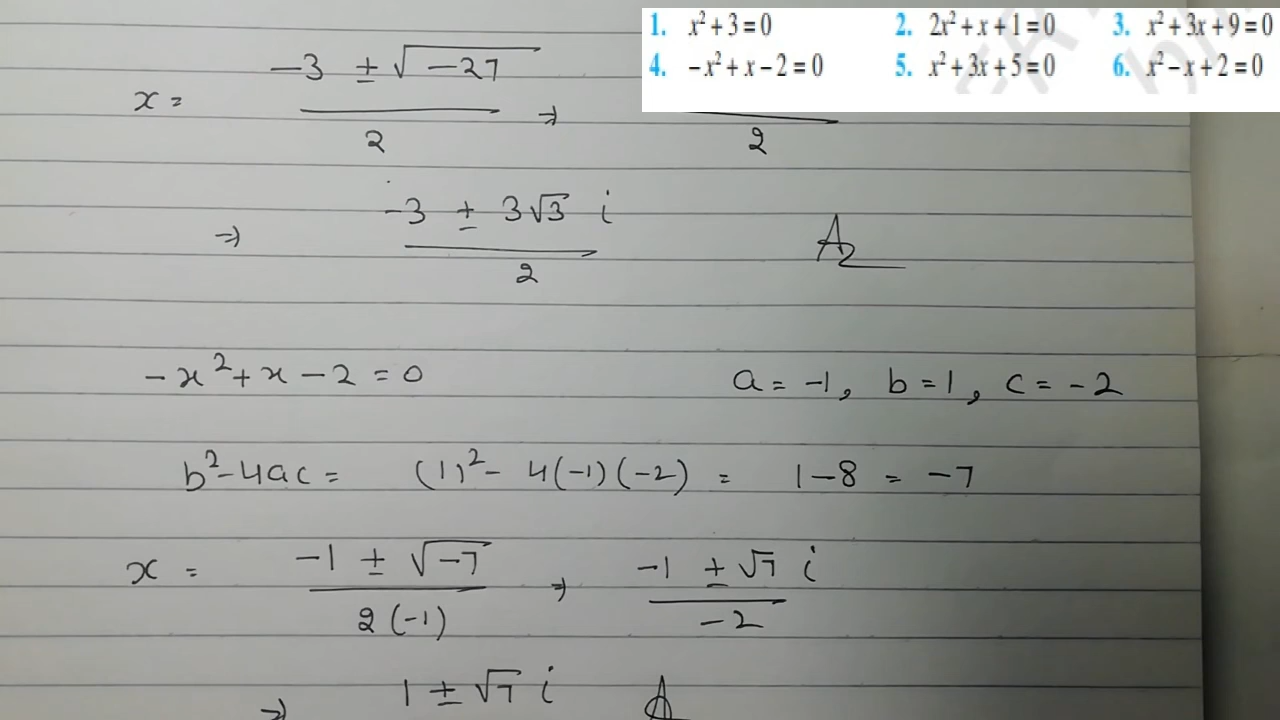 1. x²+3=0 2. 2x²+x+1=0 3. x²+3x+9=0
4. -x²+x-2=0 5. x²+3x+5=0 6. x²-x+2=0
x = (-3 ± √-27)/2 ⇒ 2
⇒ (-3 ± 3√3 i)/2
-x²+x-2=0 a=-1, b=1, c=-2
b²-4ac = (1)²-4(-1)(-2) = 1-8 = -7
x = (-1 ± √-7)/2(-1) ⇒ (-1 ± √7 i)/-2
⇒ 1 ± √7 i